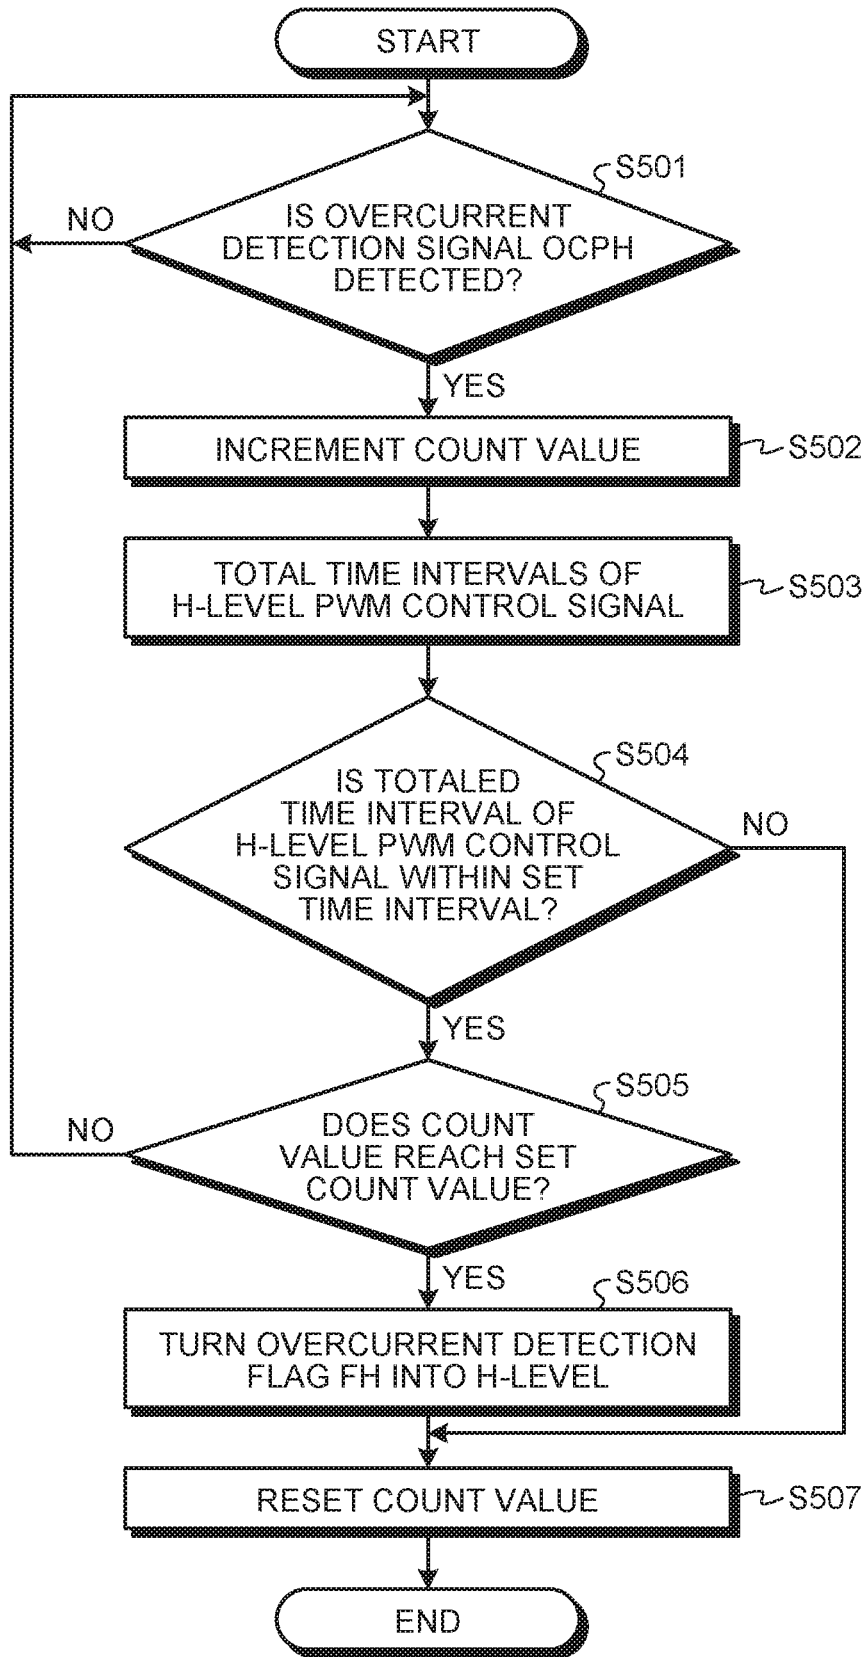 START
S501
NO
IS OVERCURRENT
DETECTION SIGNAL OCPH
DETECTED?
YES
INCREMENT COUNT VALUE
S502
TOTAL TIME INTERVALS OF
H-LEVEL PWM CONTROL SIGNAL
S503
S504
IS TOTALED
TIME INTERVAL OF
H-LEVEL PWM CONTROL
SIGNAL WITHIN SET
TIME INTERVAL?
NO
YES
S505
NO
DOES COUNT
VALUE REACH SET
COUNT VALUE?
YES
S506
TURN OVERCURRENT DETECTION
FLAG FH INTO H-LEVEL
RESET COUNT VALUE
S507
END